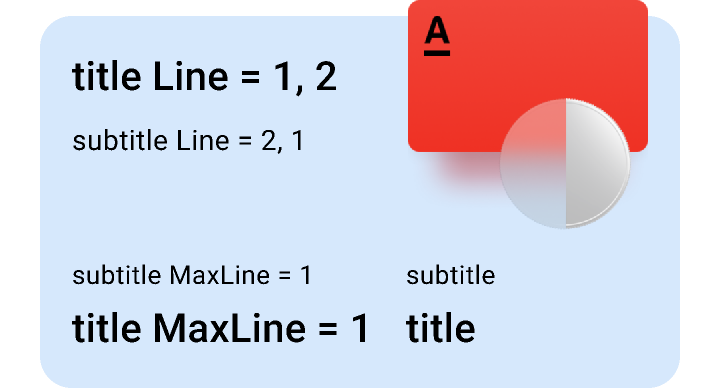 title Line = 1, 2
subtitle Line = 2, 1
A
subtitle MaxLine = 1
title MaxLine = 1
subtitle
title